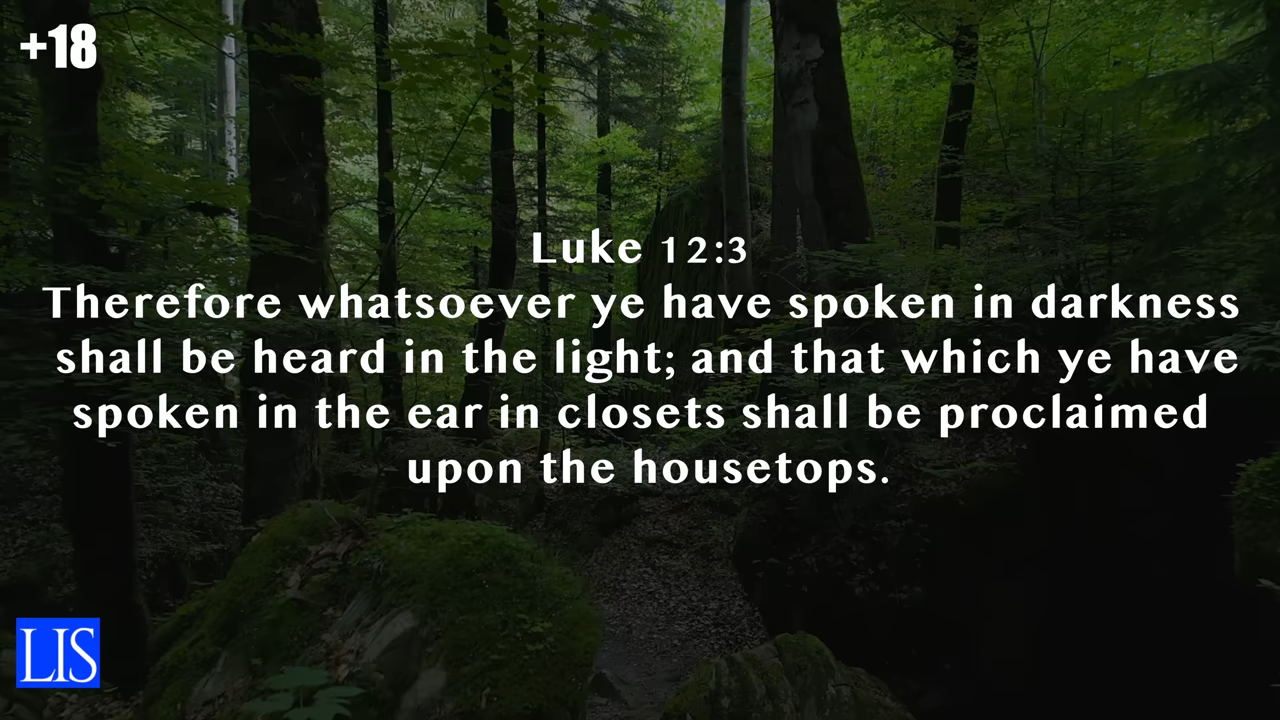 +18
Luke 12:3
Therefore whatsoever ye have spoken in darkness
shall be heard in the light; and that which ye have
spoken in the ear in closets shall be proclaimed
upon the housetops.
LIS